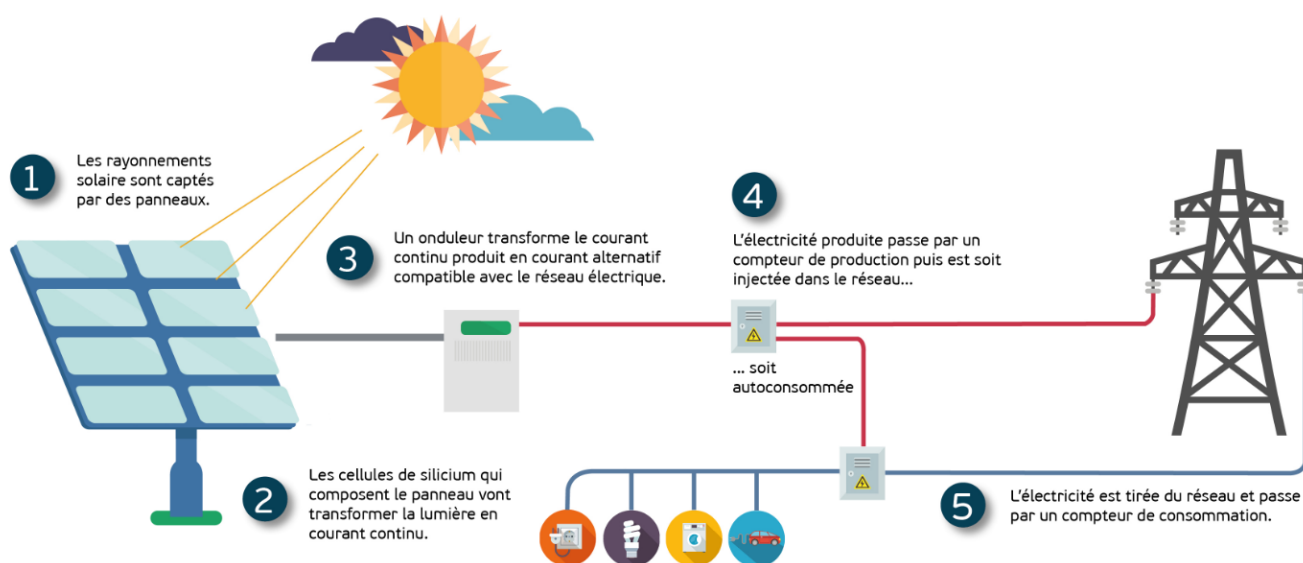 1
Les rayonnements
solaire sont captés
par des panneaux.
2
Les cellules de silicium qui
composent le panneau vont
transformer la lumière en
courant continu.
3
Un onduleur transforme le courant
continu produit en courant alternatif
compatible avec le réseau électrique.
4
L'électricité produite passe par un
compteur de production puis est soit
injectée dans le réseau...
... soit
autoconsommée
5
L'électricité est tirée du réseau et passe
par un compteur de consommation.